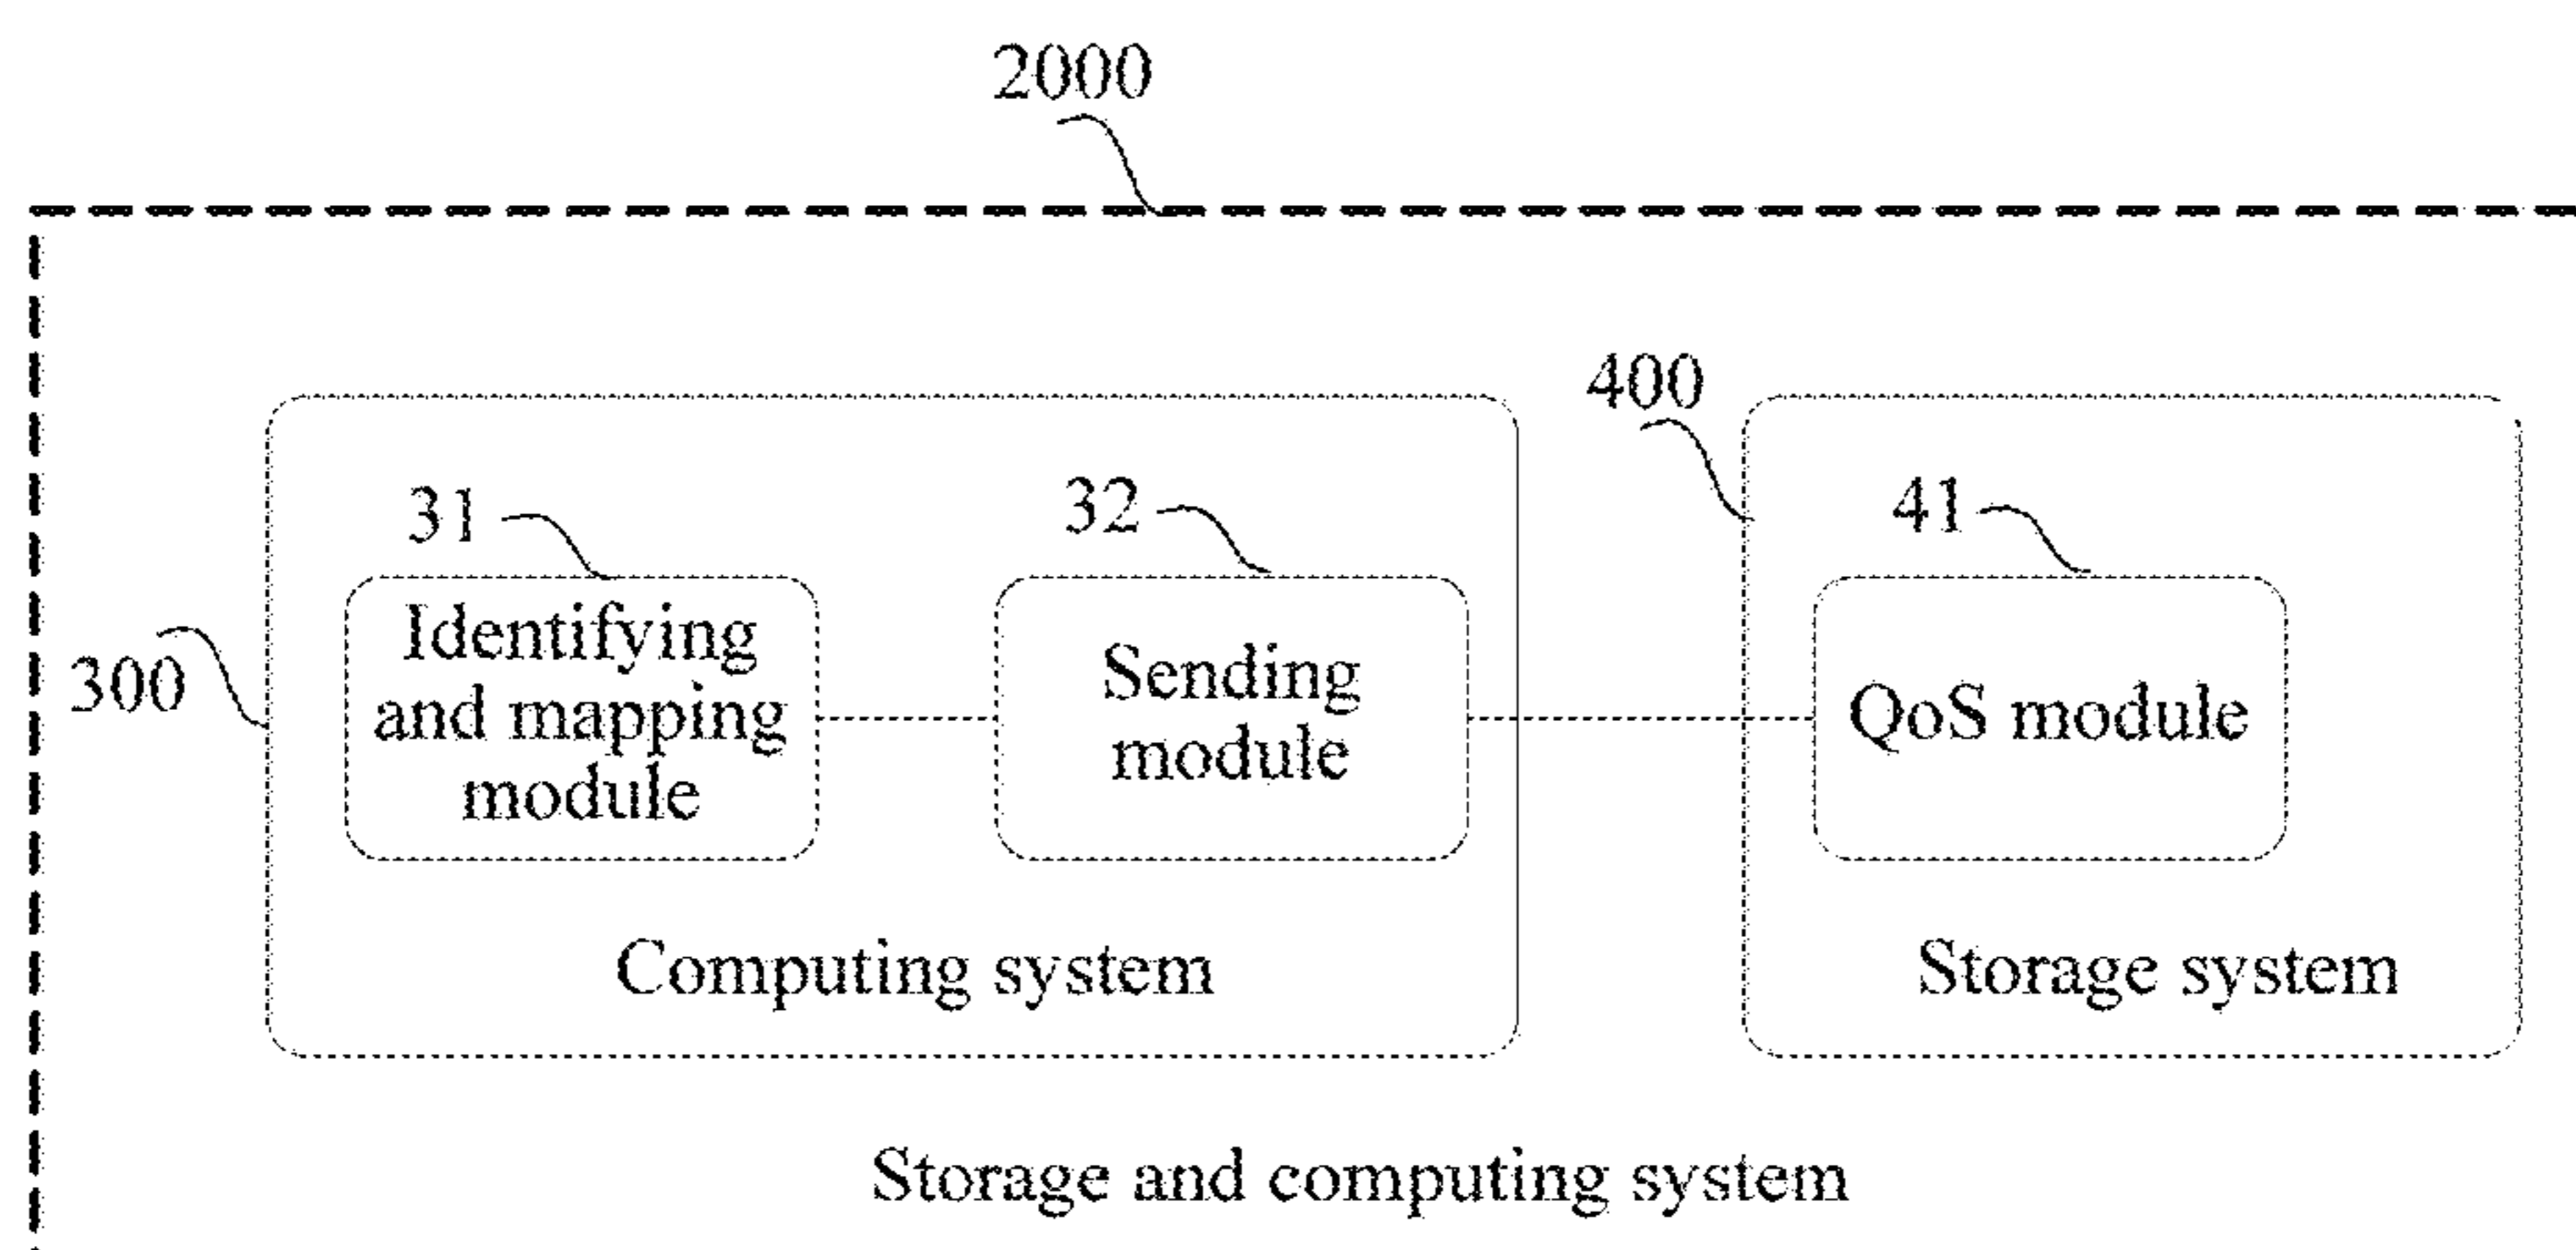 2000
400
31
32
41
300
Identifying
and mapping
module
Sending
module
QoS module
Computing system
Storage system
Storage and computing system